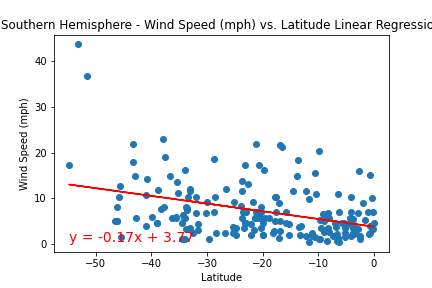 Southern Hemisphere - Wind Speed (mph) vs. Latitude Linear Regressio
Wind Speed (mph)
40
30
20
10
0
y = -0.17x + 3.77
−50
−40
−30
−20
−10
0
Latitude